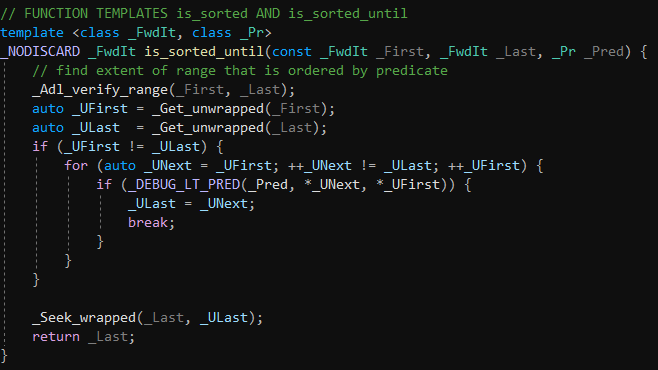 // FUNCTION TEMPLATES is_sorted AND is_sorted_until
template <class _FwdIt, class _Pr>
_NODISCARD _FwdIt is_sorted_until(const _FwdIt _First, _FwdIt _Last, _Pr _Pred) {
    // find extent of range that is ordered by predicate
    _Adl_verify_range(_First, _Last);
    auto _UFirst = _Get_unwrapped(_First);
    auto _ULast  = _Get_unwrapped(_Last);
    if (_UFirst != _ULast) {
        for (auto _UNext = _UFirst; ++_UNext != _ULast; ++_UFirst) {
            if (_DEBUG_LT_PRED(_Pred, *_UNext, *_UFirst)) {
                _ULast = _UNext;
                break;
            }
        }
    }

    _Seek_wrapped(_Last, _ULast);
    return _Last;
}